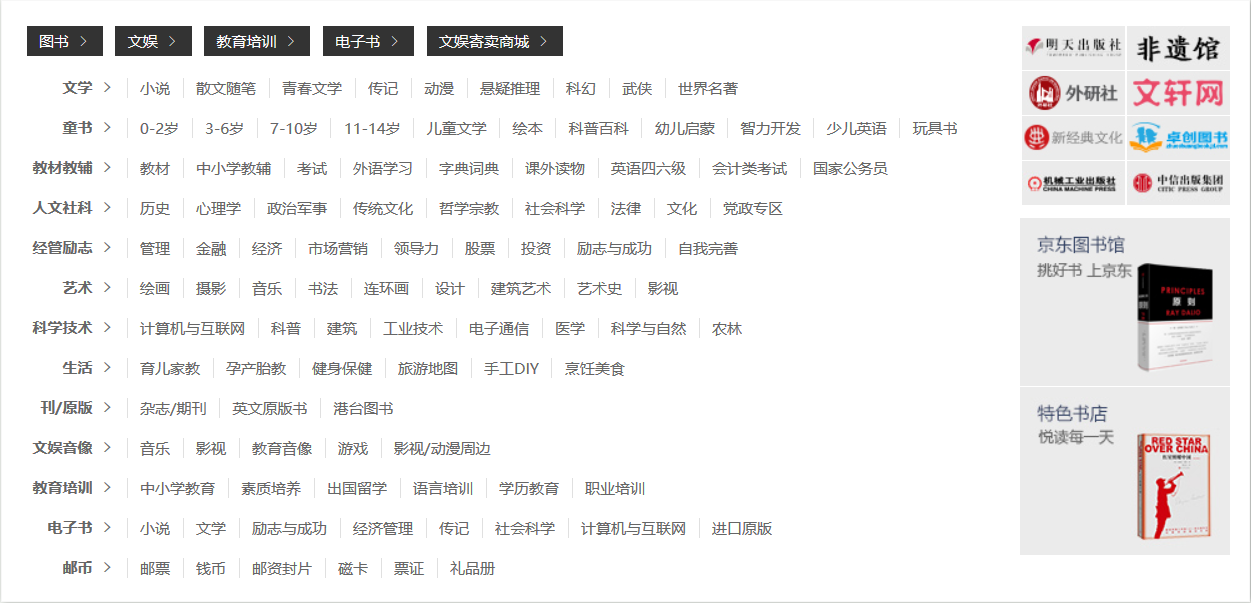 图书 > 文娱 > 教育培训 > 电子书 > 文娱寄卖商城 >
文学 > 小说 散文随笔 青春文学 传记 动漫 悬疑推理 科幻 武侠 世界名著
童书 > 0-2岁 3-6岁 7-10岁 11-14岁 儿童文学 绘本 科普百科 幼儿启蒙 智力开发 少儿英语 玩具书
教材教辅 > 教材 中小学教辅 考试 外语学习 字典词典 课外读物 英语四六级 会计类考试 国家公务员
人文社科 > 历史 心理学 政治军事 传统文化 哲学宗教 社会科学 法律 文化 党政专区
经管励志 > 管理 金融 经济 市场营销 领导力 股票 投资 励志与成功 自我完善
艺术 > 绘画 摄影 音乐 书法 连环画 设计 建筑艺术 艺术史 影视
科学技术 > 计算机与互联网 科普 建筑 工业技术 电子通信 医学 科学与自然 农林
生活 > 育儿家教 孕产胎教 健身保健 旅游地图 手工DIY 烹饪美食
刊/原版 > 杂志/期刊 英文原版书 港台图书
文娱音像 > 音乐 影视 教育音像 游戏 影视/动漫周边
教育培训 > 中小学教育 素质培养 出国留学 语言培训 学历教育 职业培训
电子书 > 小说 文学 励志与成功 经济管理 传记 社会科学 计算机与互联网 进口原版
邮币 > 邮票 钱币 邮资封片 磁卡 票证 礼品册
明天出版社 非遗馆
外研社 文轩网
新经典文化 卓创图书
机械工业出版社 中信出版集团
CHINA MACHINE PRESS CITIC PRESS GROUP
京东图书馆
挑好书 上京东
PRINCIPLES
原则
RAY DALIO
特色书店
悦读每一天
RED STAR
OVER CHINA